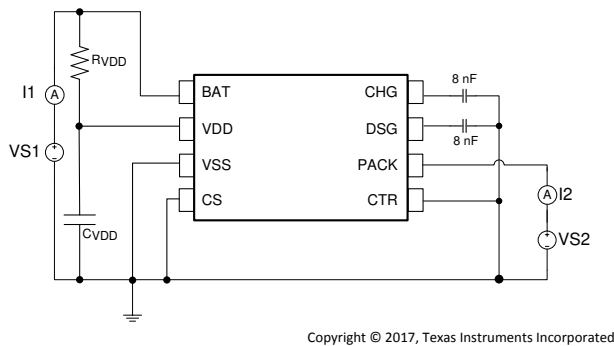 RVDD
I1
A
VS1
CVDD
BAT
VDD
VSS
CS
CHG
DSG
PACK
CTR
8 nF
8 nF
A
I2
VS2
Copyright © 2017, Texas Instruments Incorporated